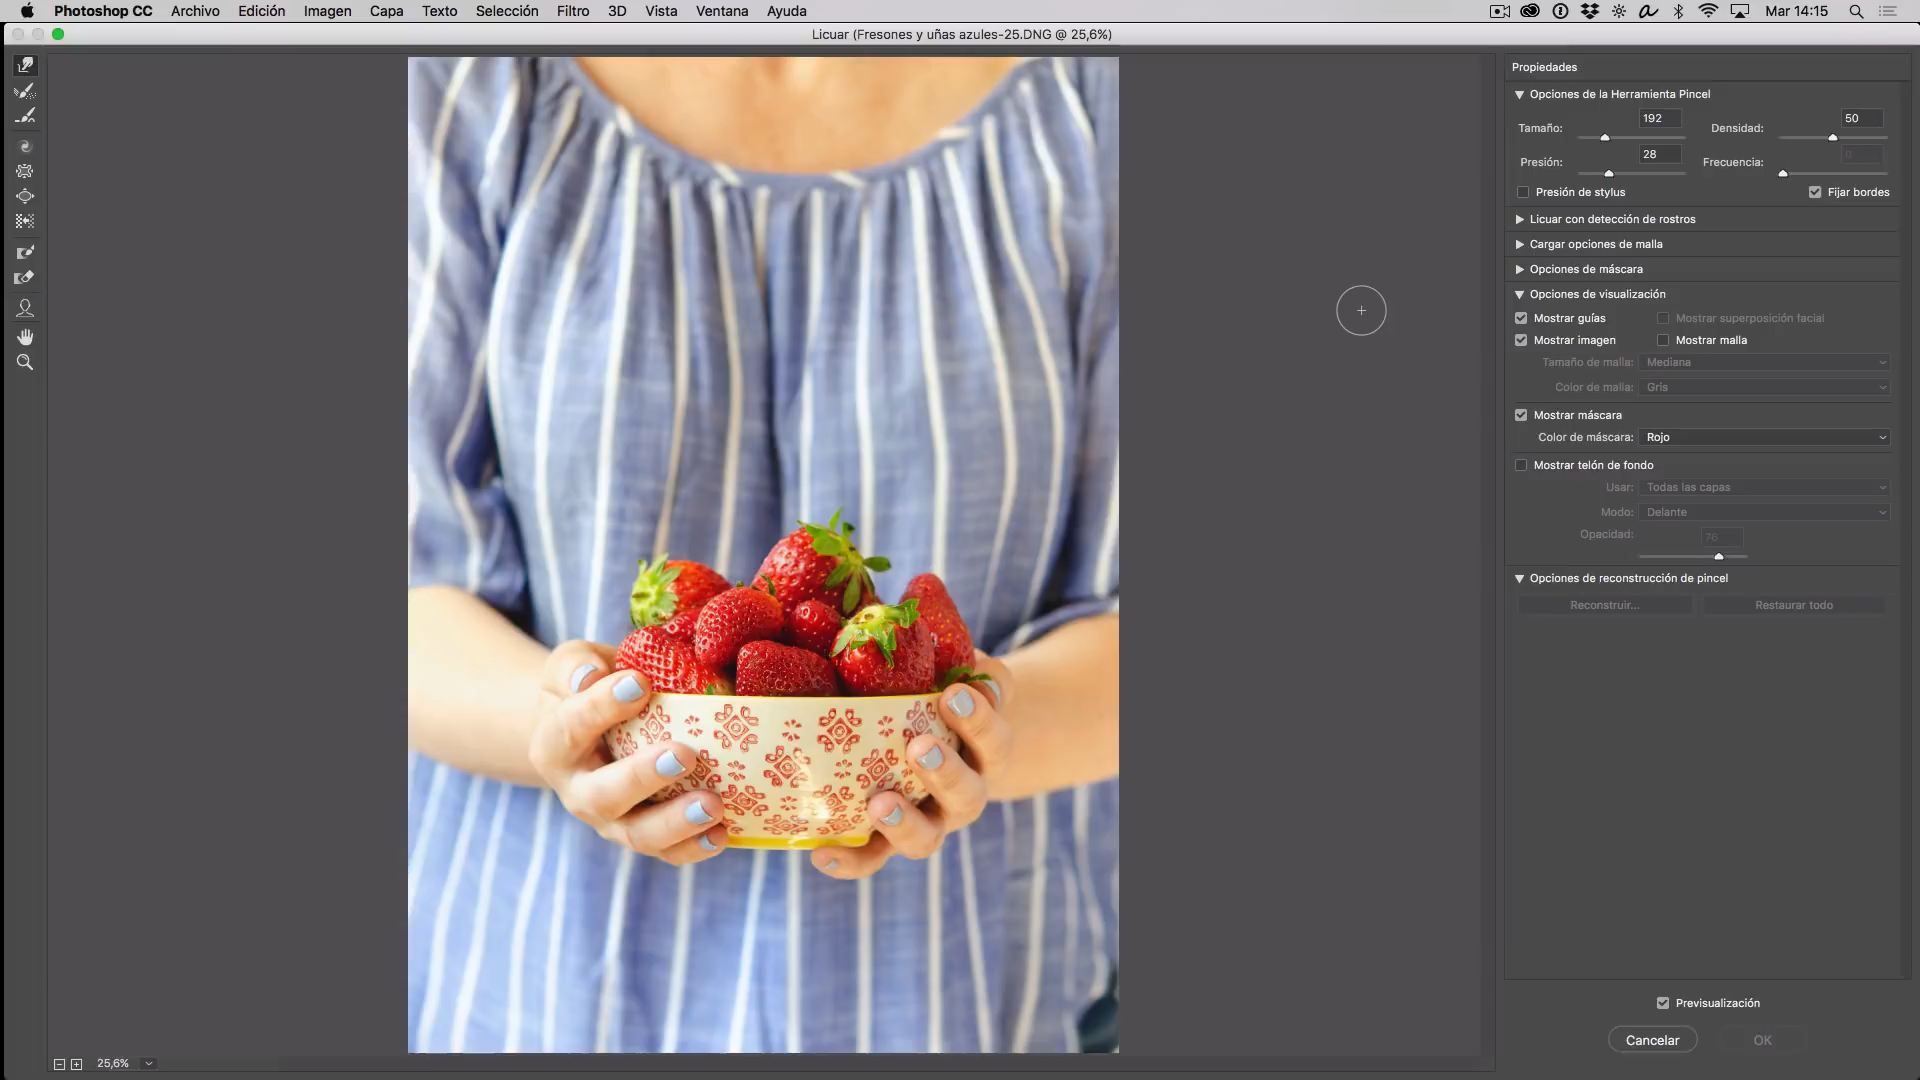 Photoshop CC Archivo Edición Imagen Capa Texto Selección Filtro 3D Vista Ventana Ayuda Mar 14:15
Licuar (Fresones y uñas azules-25.DNG @ 25,6%)
Propiedades
Opciones de la Herramienta Pincel
Tamaño: 192 Densidad: 50
Presión: 28 Frecuencia: 0
Presión de stylus Fijar bordes
Licuar con detección de rostros
Cargar opciones de malla
Opciones de máscara
Opciones de visualización
Mostrar guías Mostrar superposición facial
Mostrar imagen Mostrar malla
Tamaño de malla: Mediana
Color de malla: Gris
Mostrar máscara
Color de máscara: Rojo
Mostrar telón de fondo
Usar: Todas las capas
Modo: Delante
Opacidad: 76
Opciones de reconstrucción de pincel
Reconstruir... Restaurar todo
Previsualización
Cancelar OK
25,6%